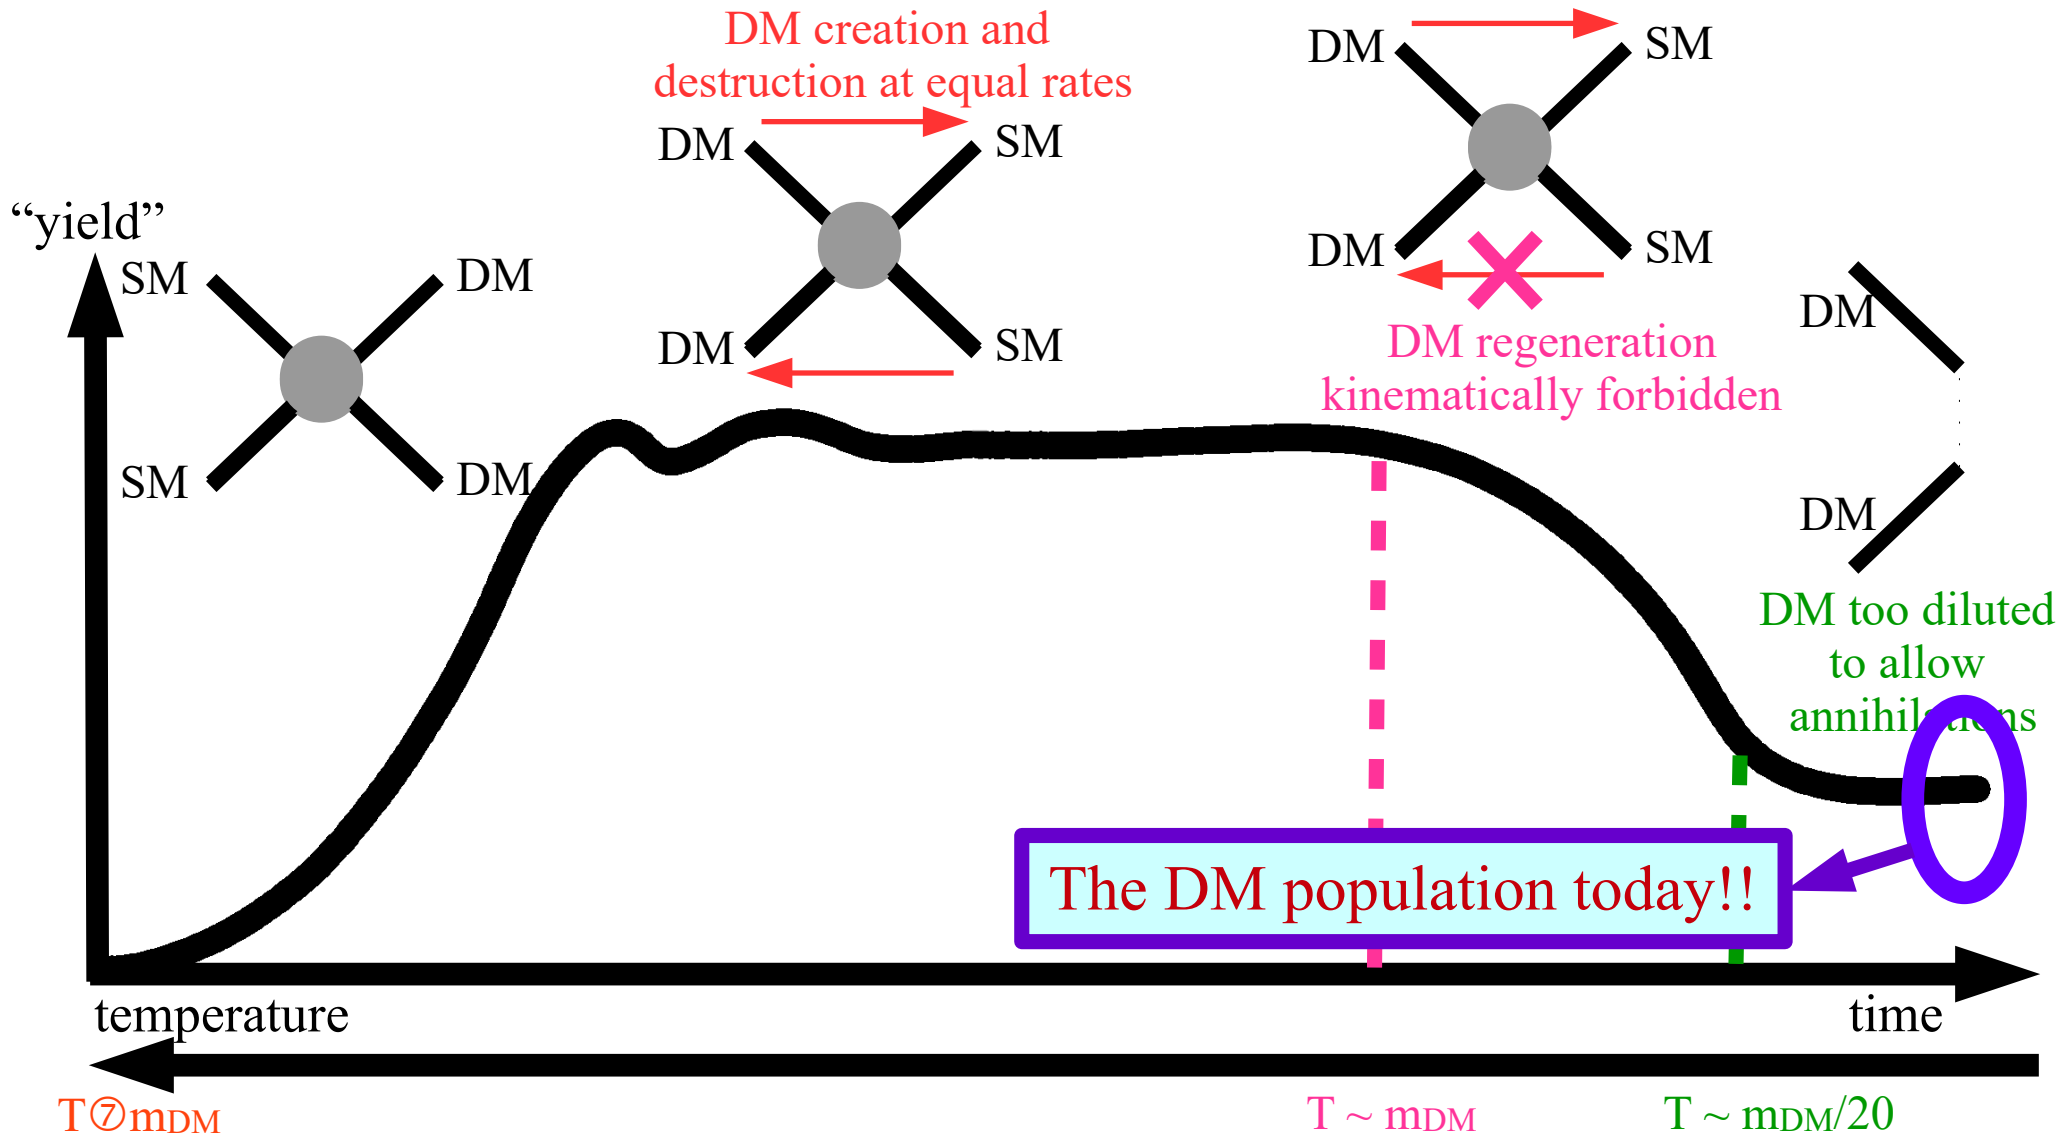 DM creation and
destruction at equal rates
DM
SM
DM
SM
DM
SM
DM
SM
DM regeneration
kinematically forbidden
“yield”
SM
DM
SM
DM
DM
DM
DM too diluted
to allow
annihilations
The DM population today!!
temperature
time
T⑦mDM
T ~ mDM
T ~ mDM/20